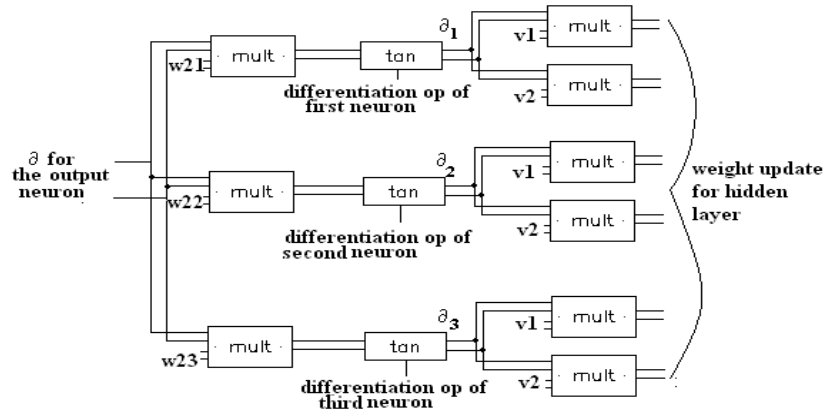 ∂1
v1
mult
mult
w21
tan
v2
mult
differentiation op of
first neuron
∂ for
the output
neuron
∂2
v1
mult
mult
w22
tan
v2
mult
differentiation op of
second neuron
weight update
for hidden
layer
∂3
v1
mult
mult
w23
tan
v2
mult
differentiation op of
third neuron